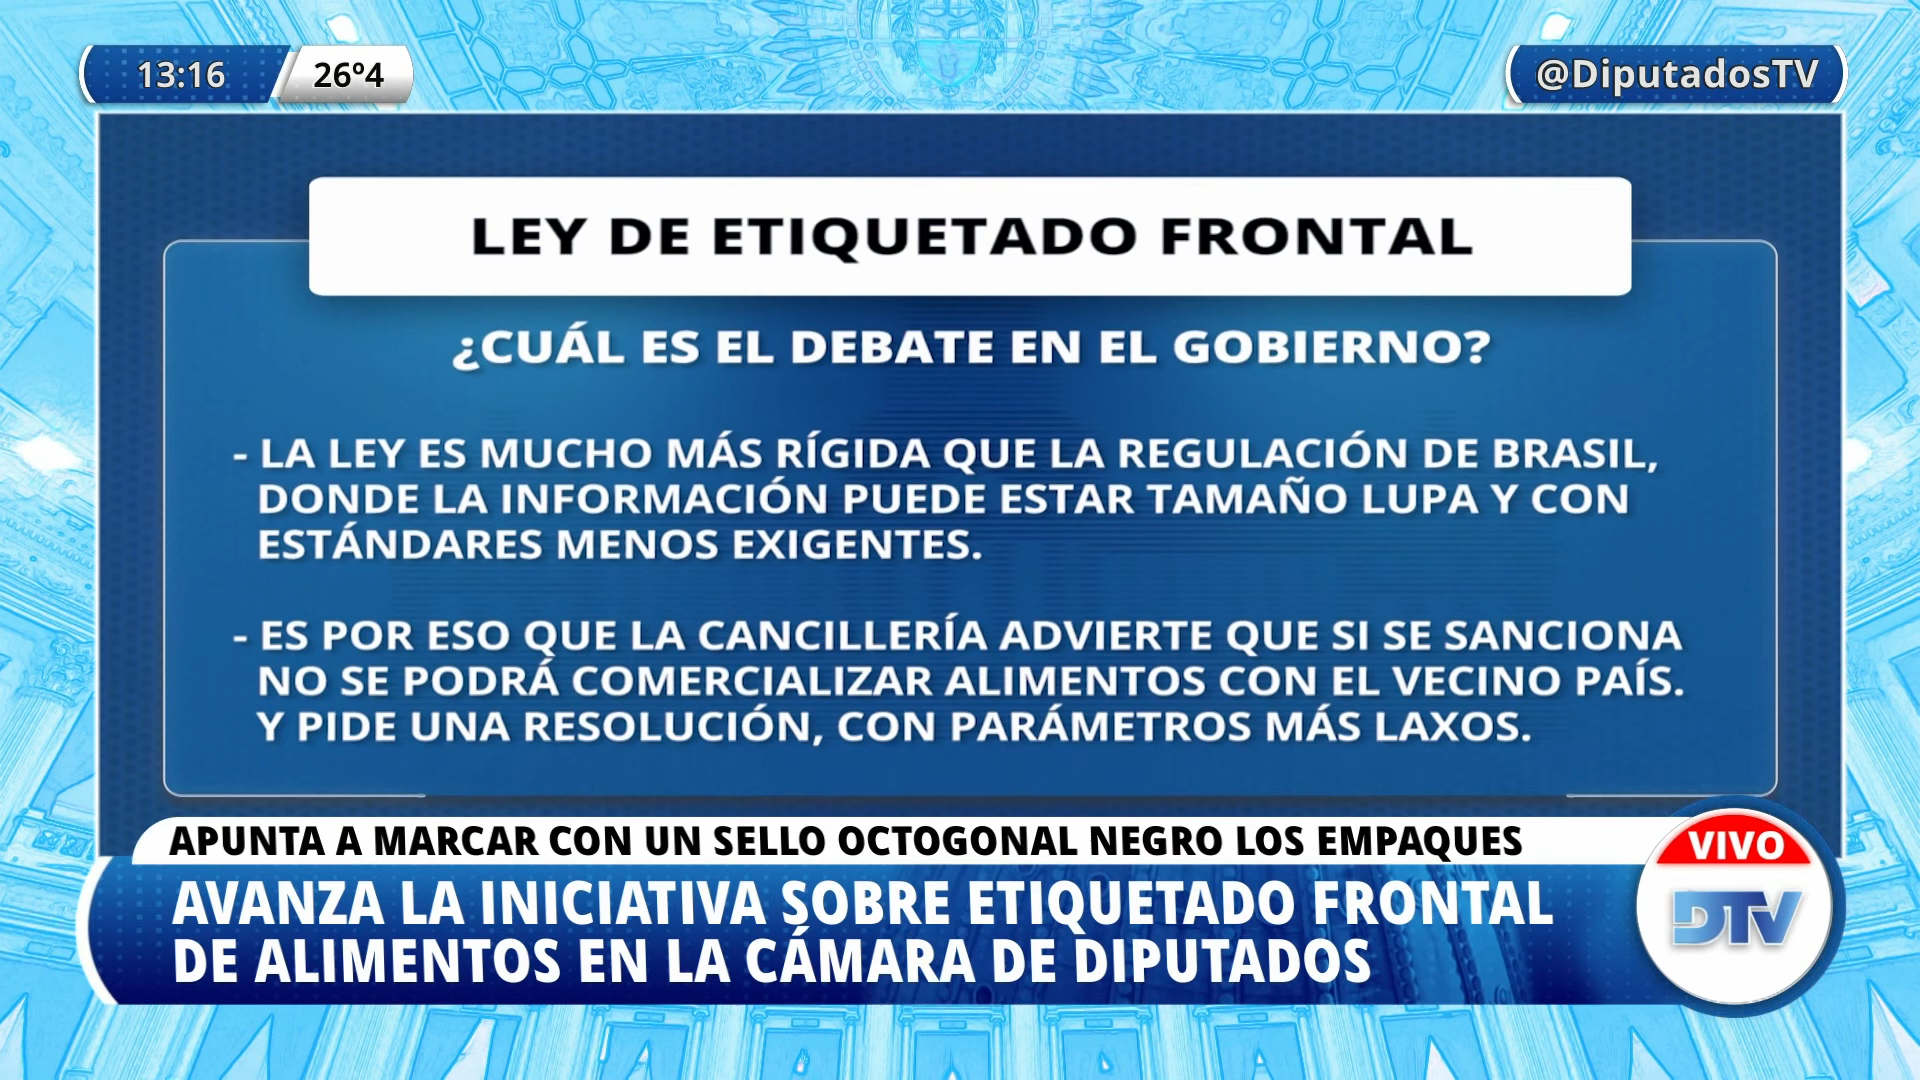 13:16
26º4
@DiputadosTV
LEY DE ETIQUETADO FRONTAL
¿CUÁL ES EL DEBATE EN EL GOBIERNO?
- LA LEY ES MUCHO MÁS RÍGIDA QUE LA REGULACIÓN DE BRASIL,
DONDE LA INFORMACIÓN PUEDE ESTAR TAMAÑO LUPA Y CON
ESTÁNDARES MENOS EXIGENTES.
- ES POR ESO QUE LA CANCILLERÍA ADVIERTE QUE SI SE SANCIONA
NO SE PODRÁ COMERCIALIZAR ALIMENTOS CON EL VECINO PAÍS.
Y PIDE UNA RESOLUCIÓN, CON PARÁMETROS MÁS LAXOS.
APUNTA A MARCAR CON UN SELLO OCTOGONAL NEGRO LOS EMPAQUES
AVANZA LA INICIATIVA SOBRE ETIQUETADO FRONTAL
DE ALIMENTOS EN LA CÁMARA DE DIPUTADOS
VIVO
DTV